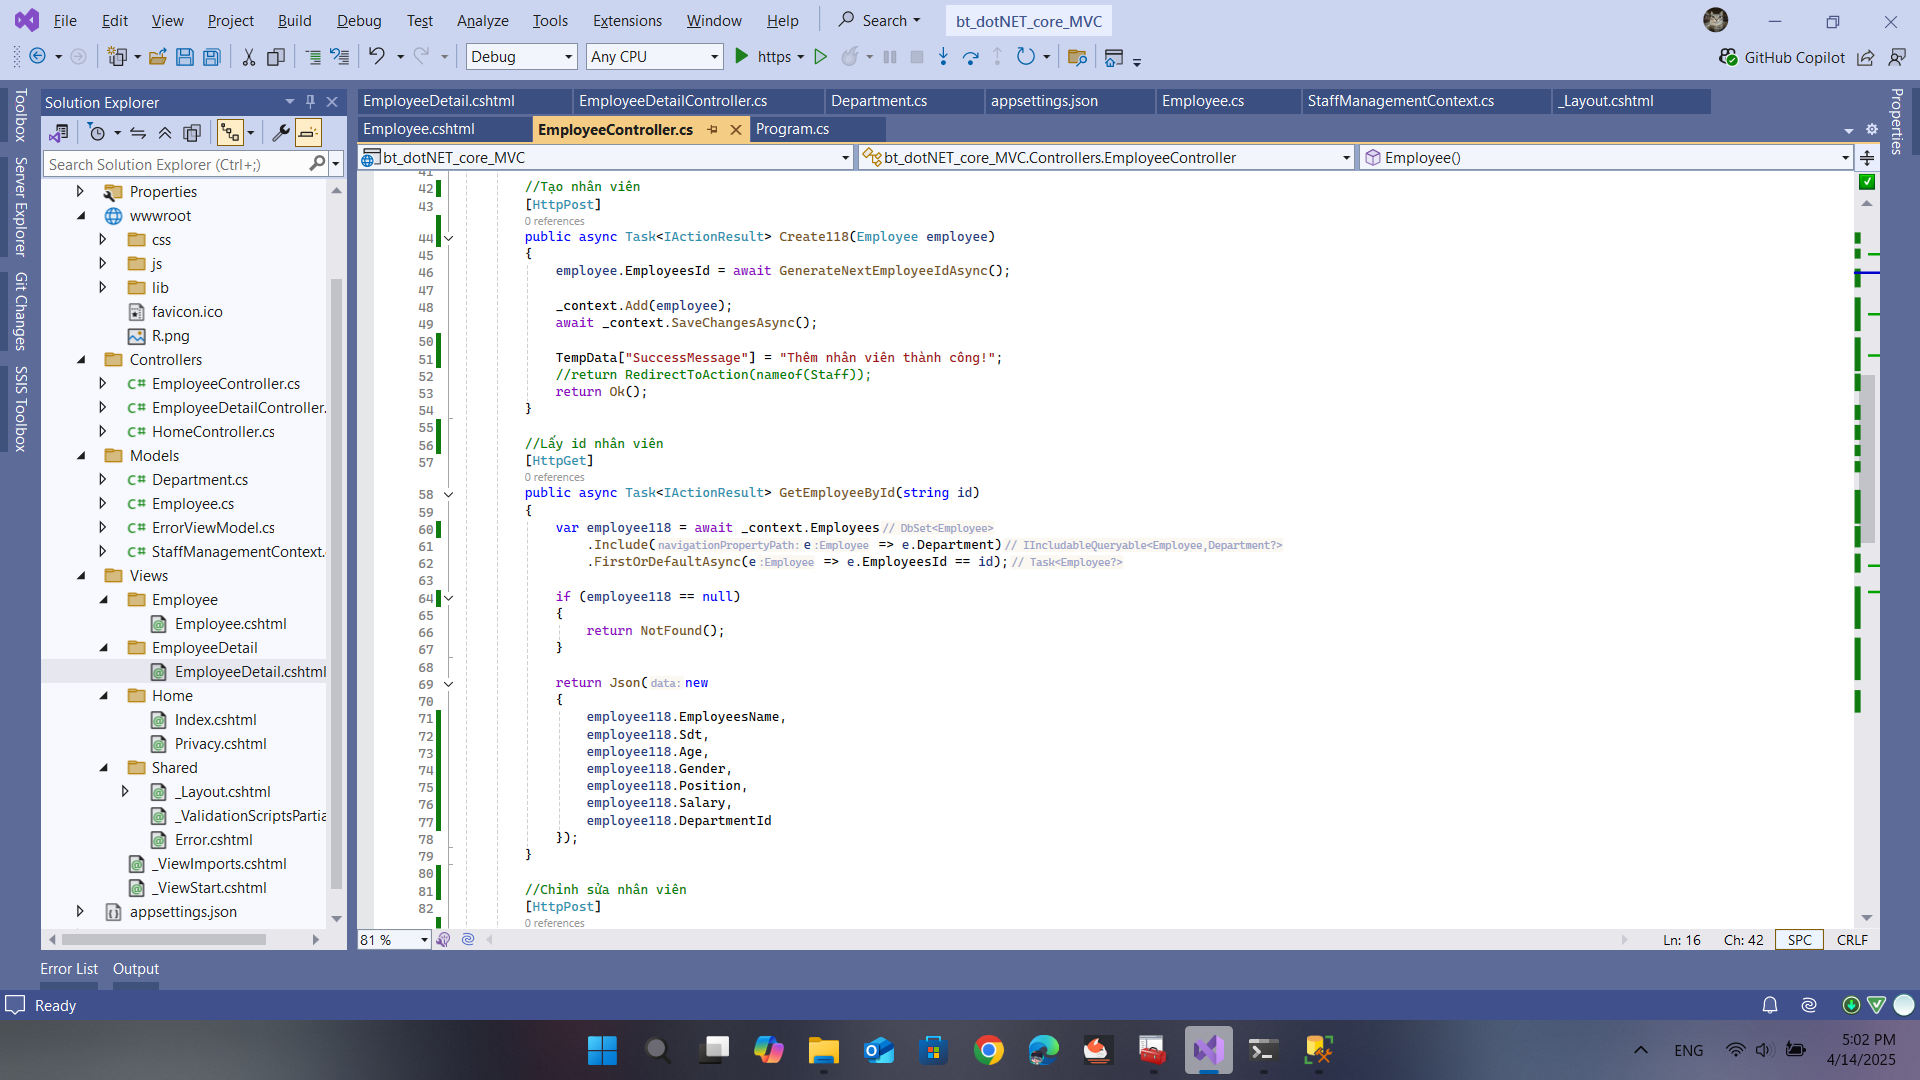 File Edit View Project Build Debug Test Analyze Tools Extensions Window Help Search bt_dotNET_core_MVC
Debug Any CPU https GitHub Copilot
Toolbox
Server Explorer
Git Changes
SSIS Toolbox
Solution Explorer
Search Solution Explorer (Ctrl+;)
Properties
wwwroot
css
js
lib
favicon.ico
R.png
Controllers
C# EmployeeController.cs
C# EmployeeDetailController.
C# HomeController.cs
Models
C# Department.cs
C# Employee.cs
C# ErrorViewModel.cs
C# StaffManagementContext.
Views
Employee
Employee.cshtml
EmployeeDetail
EmployeeDetail.cshtml
Home
Index.cshtml
Privacy.cshtml
Shared
_Layout.cshtml
_ValidationScriptsPartia
Error.cshtml
_ViewImports.cshtml
_ViewStart.cshtml
appsettings.json
EmployeeDetail.cshtml EmployeeDetailController.cs Department.cs appsettings.json Employee.cs StaffManagementContext.cs _Layout.cshtml
Employee.cshtml EmployeeController.cs Program.cs
bt_dotNET_core_MVC bt_dotNET_core_MVC.Controllers.EmployeeController Employee()
41
42 //Tạo nhân viên
43 [HttpPost]
0 references
44 public async Task<IActionResult> Create118(Employee employee)
45 {
46 employee.EmployeesId = await GenerateNextEmployeeIdAsync();
47
48 _context.Add(employee);
49 await _context.SaveChangesAsync();
50
51 TempData["SuccessMessage"] = "Thêm nhân viên thành công!";
52 //return RedirectToAction(nameof(Staff));
53 return Ok();
54 }
55
56 //Lấy id nhân viên
57 [HttpGet]
0 references
58 public async Task<IActionResult> GetEmployeeById(string id)
59 {
60 var employee118 = await _context.Employees // DbSet<Employee>
61 .Include(navigationPropertyPath: e :Employee => e.Department) // IIncludableQueryable<Employee,Department?>
62 .FirstOrDefaultAsync(e :Employee => e.EmployeesId == id); // Task<Employee?>
63
64 if (employee118 == null)
65 {
66 return NotFound();
67 }
68
69 return Json( data: new
70 {
71 employee118.EmployeesName,
72 employee118.Sdt,
73 employee118.Age,
74 employee118.Gender,
75 employee118.Position,
76 employee118.Salary,
77 employee118.DepartmentId
78 });
79 }
80
81 //Chỉnh sửa nhân viên
82 [HttpPost]
0 references
81 % Ln: 16 Ch: 42 SPC CRLF
Properties
Error List Output
Ready
ENG
5:02 PM
4/14/2025